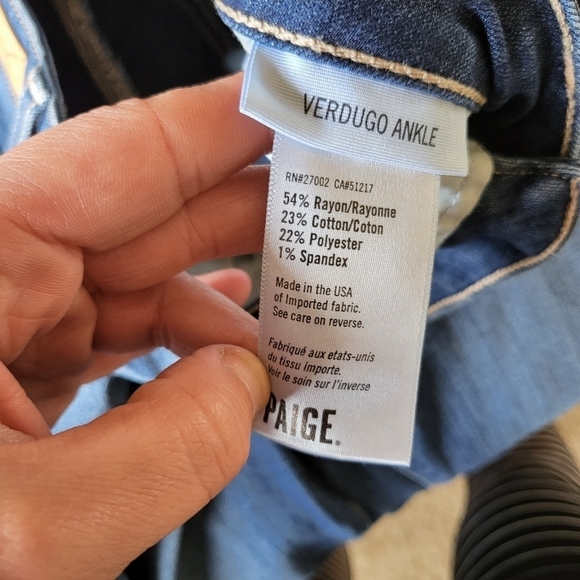 VERDUGO ANKLE
RN#27002 CA#51217
54% Rayon/Rayonne
23% Cotton/Coton
22% Polyester
1% Spandex
Made in the USA
of Imported fabric.
See care on reverse.
Fabriqué aux etats-unis
du tissu importe.
Voir le soin sur l'inverse
PAIGE.